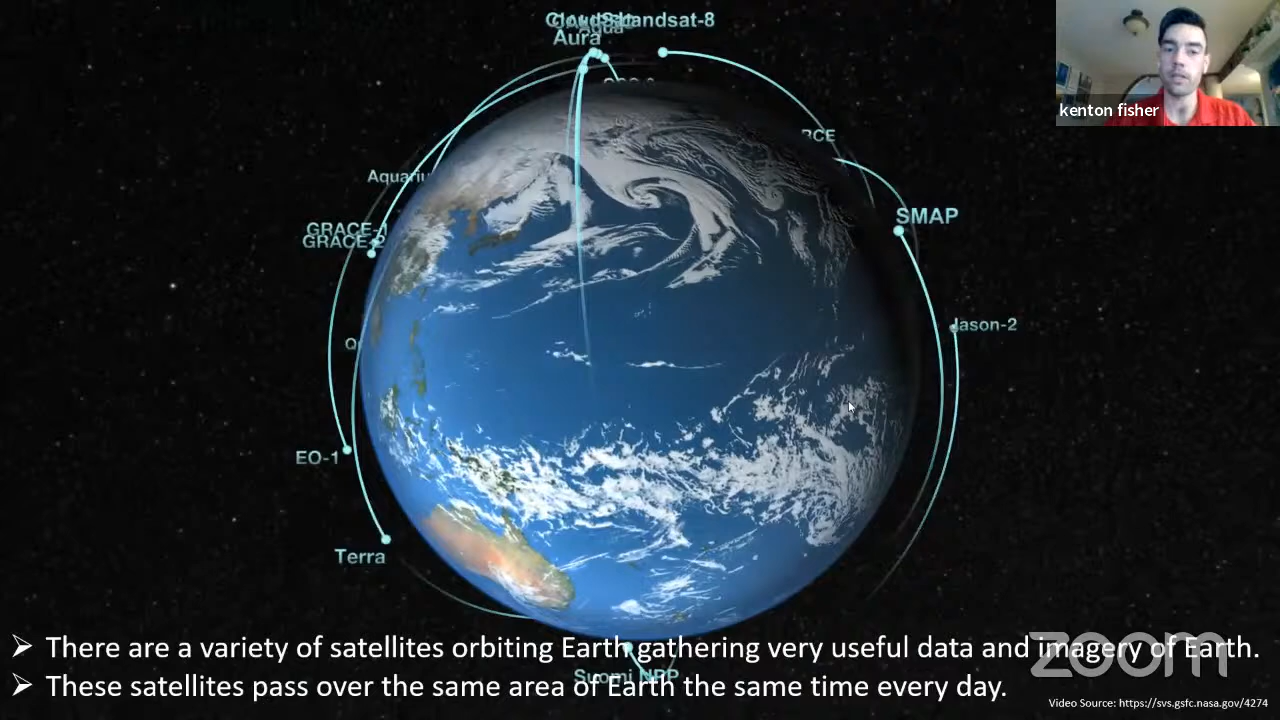 Landsat-8
Aqua
Aura
kenton fisher
Aquariu
SMAP
GRACE-1
GRACE-2
Jason-2
EO-1
Terra
➢ There are a variety of satellites orbiting Earth gathering very useful data and imagery of Earth.
zoom
Suomi NPP
➢ These satellites pass over the same area of Earth the same time every day.
Video Source: https://svs.gsfc.nasa.gov/4274